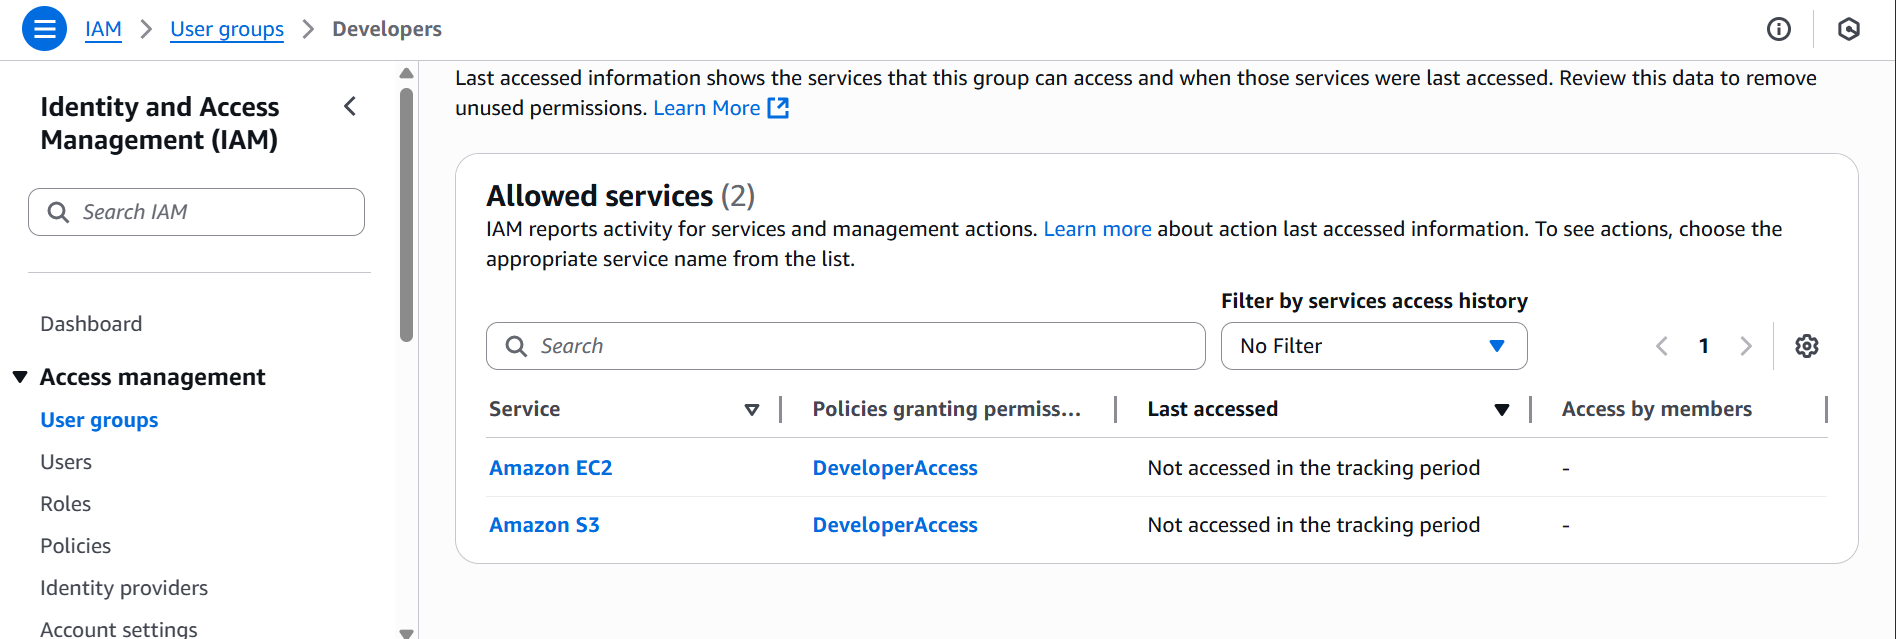 IAM > User groups > Developers
Identity and Access
Management (IAM)
Search IAM
Dashboard
Access management
User groups
Users
Roles
Policies
Identity providers
Account settings
Last accessed information shows the services that this group can access and when those services were last accessed. Review this data to remove
unused permissions. Learn More
Allowed services (2)
IAM reports activity for services and management actions. Learn more about action last accessed information. To see actions, choose the
appropriate service name from the list.
Filter by services access history
Search
No Filter
1
Service Policies granting permiss... Last accessed Access by members
Amazon EC2 DeveloperAccess Not accessed in the tracking period -
Amazon S3 DeveloperAccess Not accessed in the tracking period -